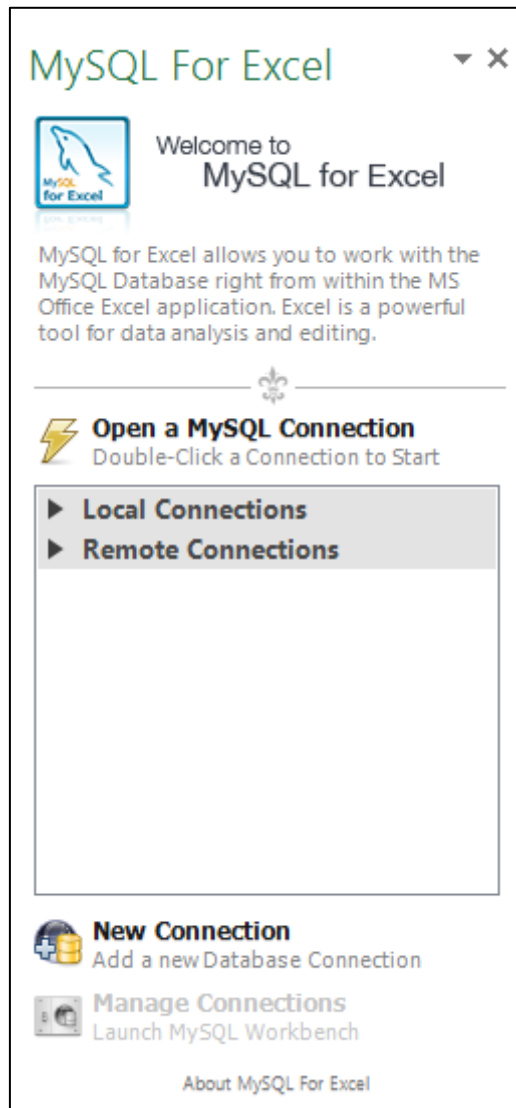 MySQL For Excel
MySQL
for Excel
Welcome to
MySQL for Excel
MySQL for Excel allows you to work with the
MySQL Database right from within the MS
Office Excel application. Excel is a powerful
tool for data analysis and editing.
Open a MySQL Connection
Double-Click a Connection to Start
Local Connections
Remote Connections
New Connection
Add a new Database Connection
Manage Connections
Launch MySQL Workbench
About MySQL For Excel